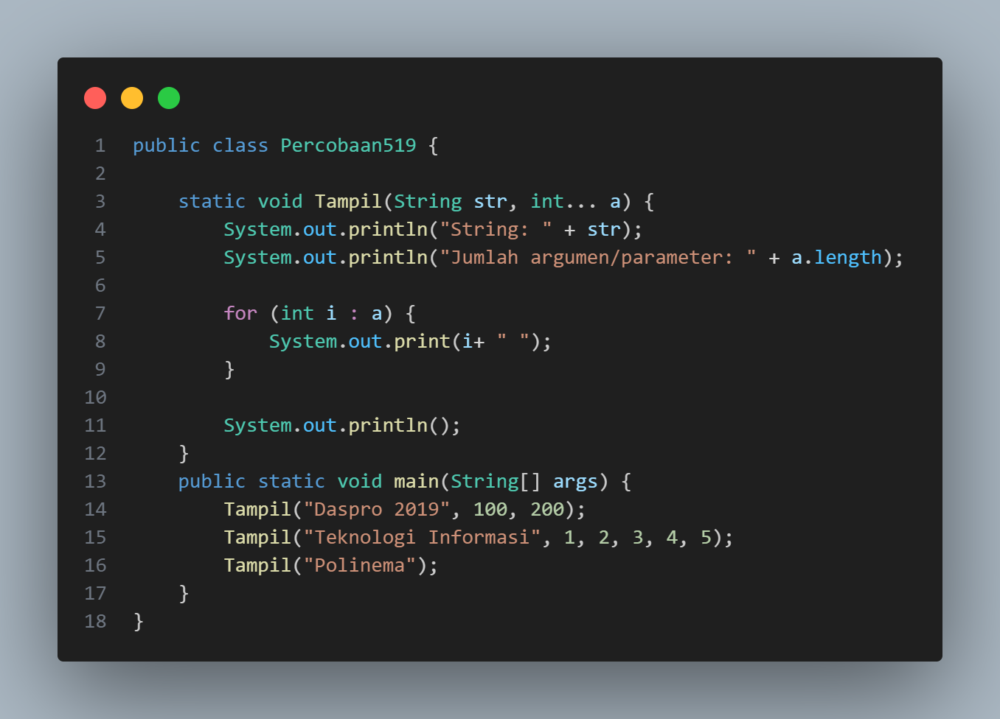 1 public class Percobaan519 {
2
3     static void Tampil(String str, int... a) {
4         System.out.println("String: " + str);
5         System.out.println("Jumlah argumen/parameter: " + a.length);
6
7         for (int i : a) {
8             System.out.print(i+ " ");
9         }
10
11         System.out.println();
12     }
13     public static void main(String[] args) {
14         Tampil("Daspro 2019", 100, 200);
15         Tampil("Teknologi Informasi", 1, 2, 3, 4, 5);
16         Tampil("Polinema");
17     }
18 }